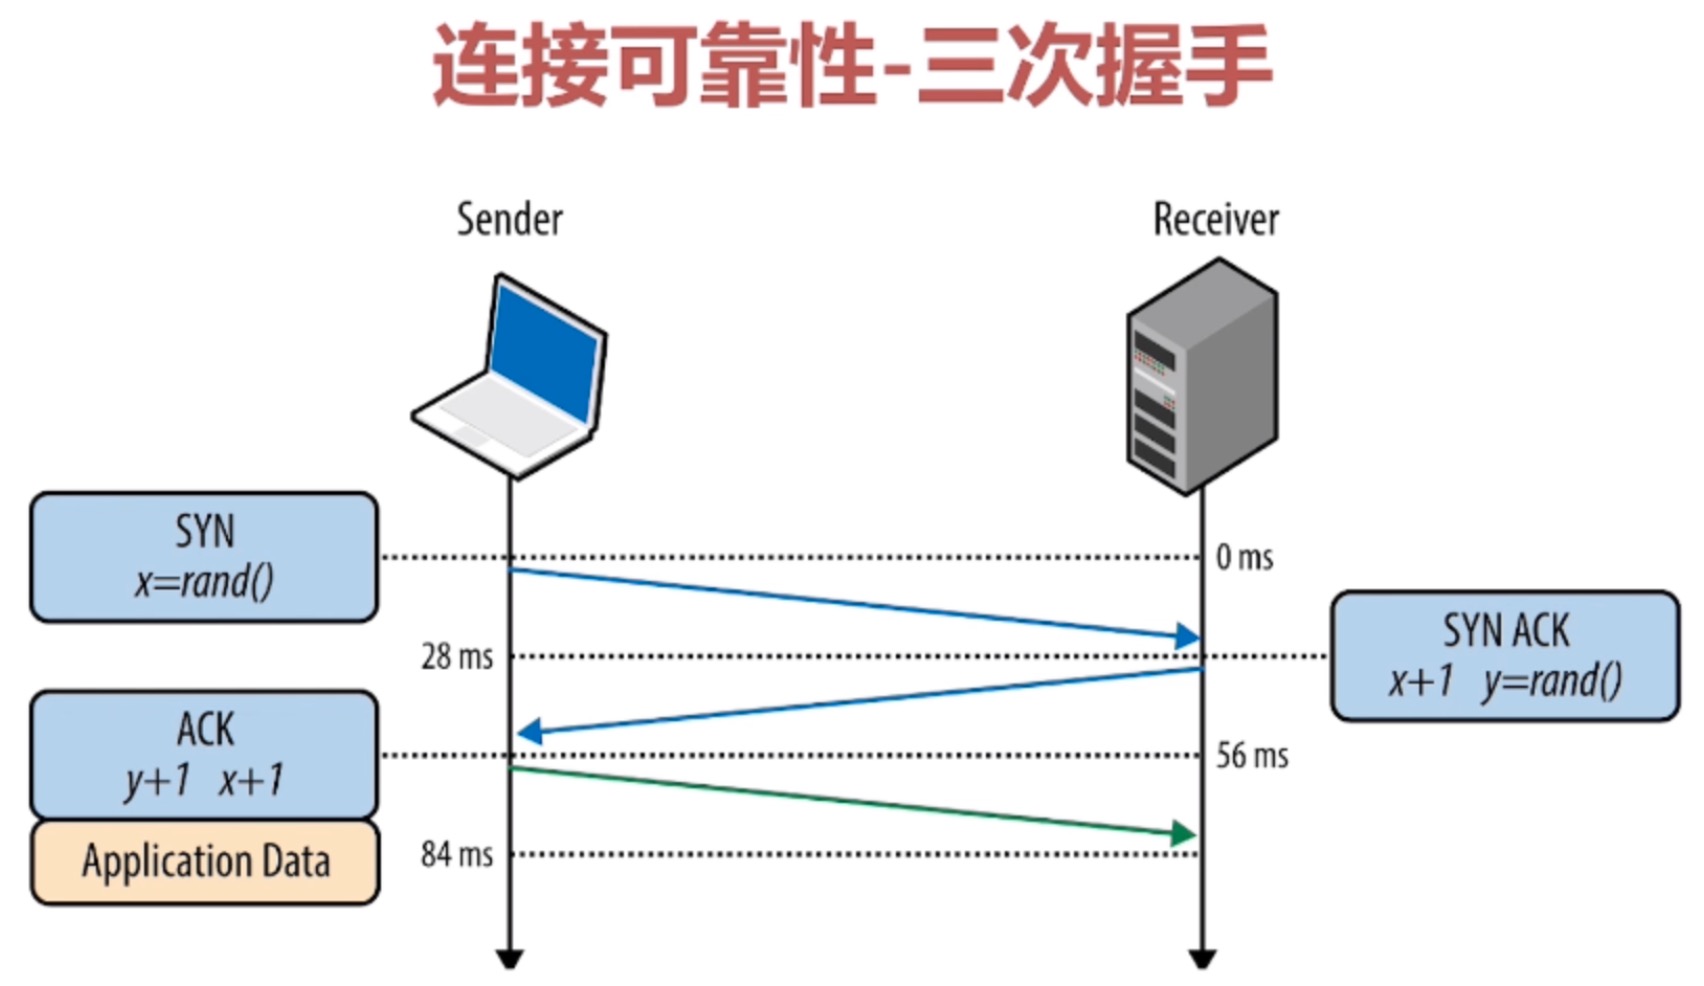 连接可靠性-三次握手
Sender
Receiver
SYN
x=rand()
0 ms
28 ms
SYN ACK
x+1 y=rand()
ACK
y+1 x+1
56 ms
Application Data
84 ms